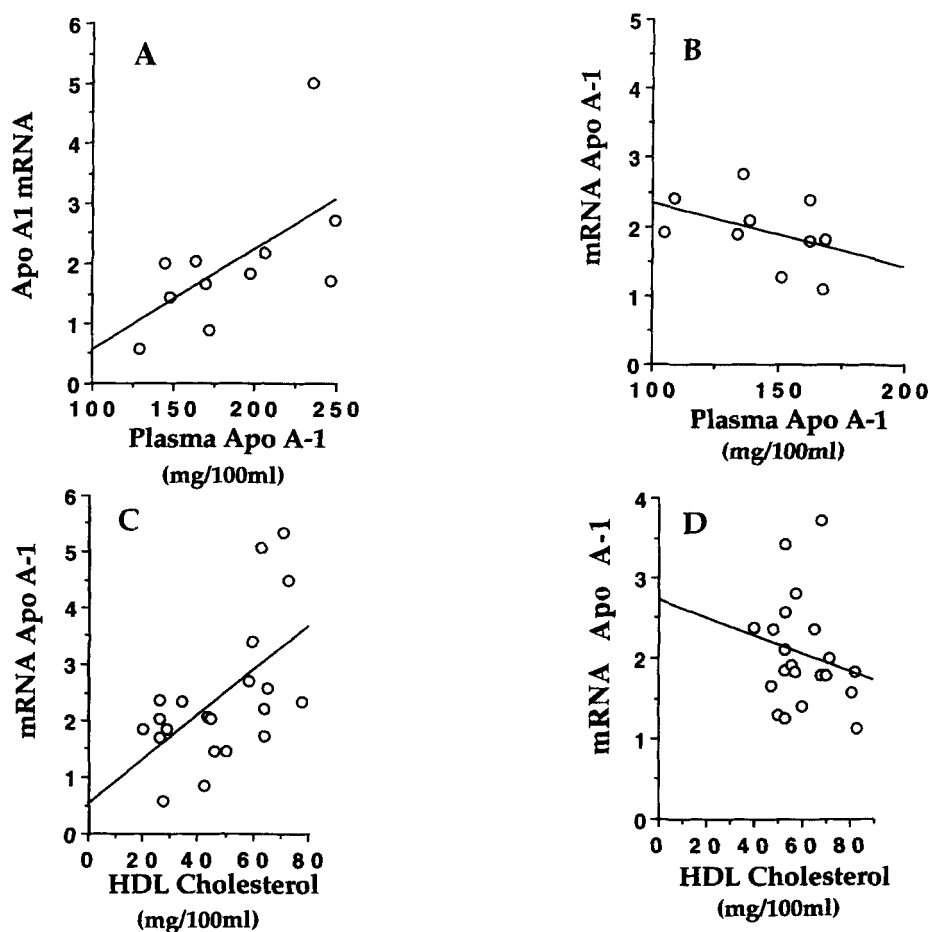 A
Apo A1 mRNA
6
5
4
3
2
1
0
100 150 200 250
Plasma Apo A-1
(mg/100ml)
B
mRNA Apo A-1
5
4
3
2
1
0
100 150 200
Plasma Apo A-1
(mg/100ml)
C
mRNA Apo A-1
6
5
4
3
2
1
0
0 20 40 60 80
HDL Cholesterol
(mg/100ml)
D
mRNA Apo A-1
4
3
2
1
0
0 20 40 60 80
HDL Cholesterol
(mg/100ml)